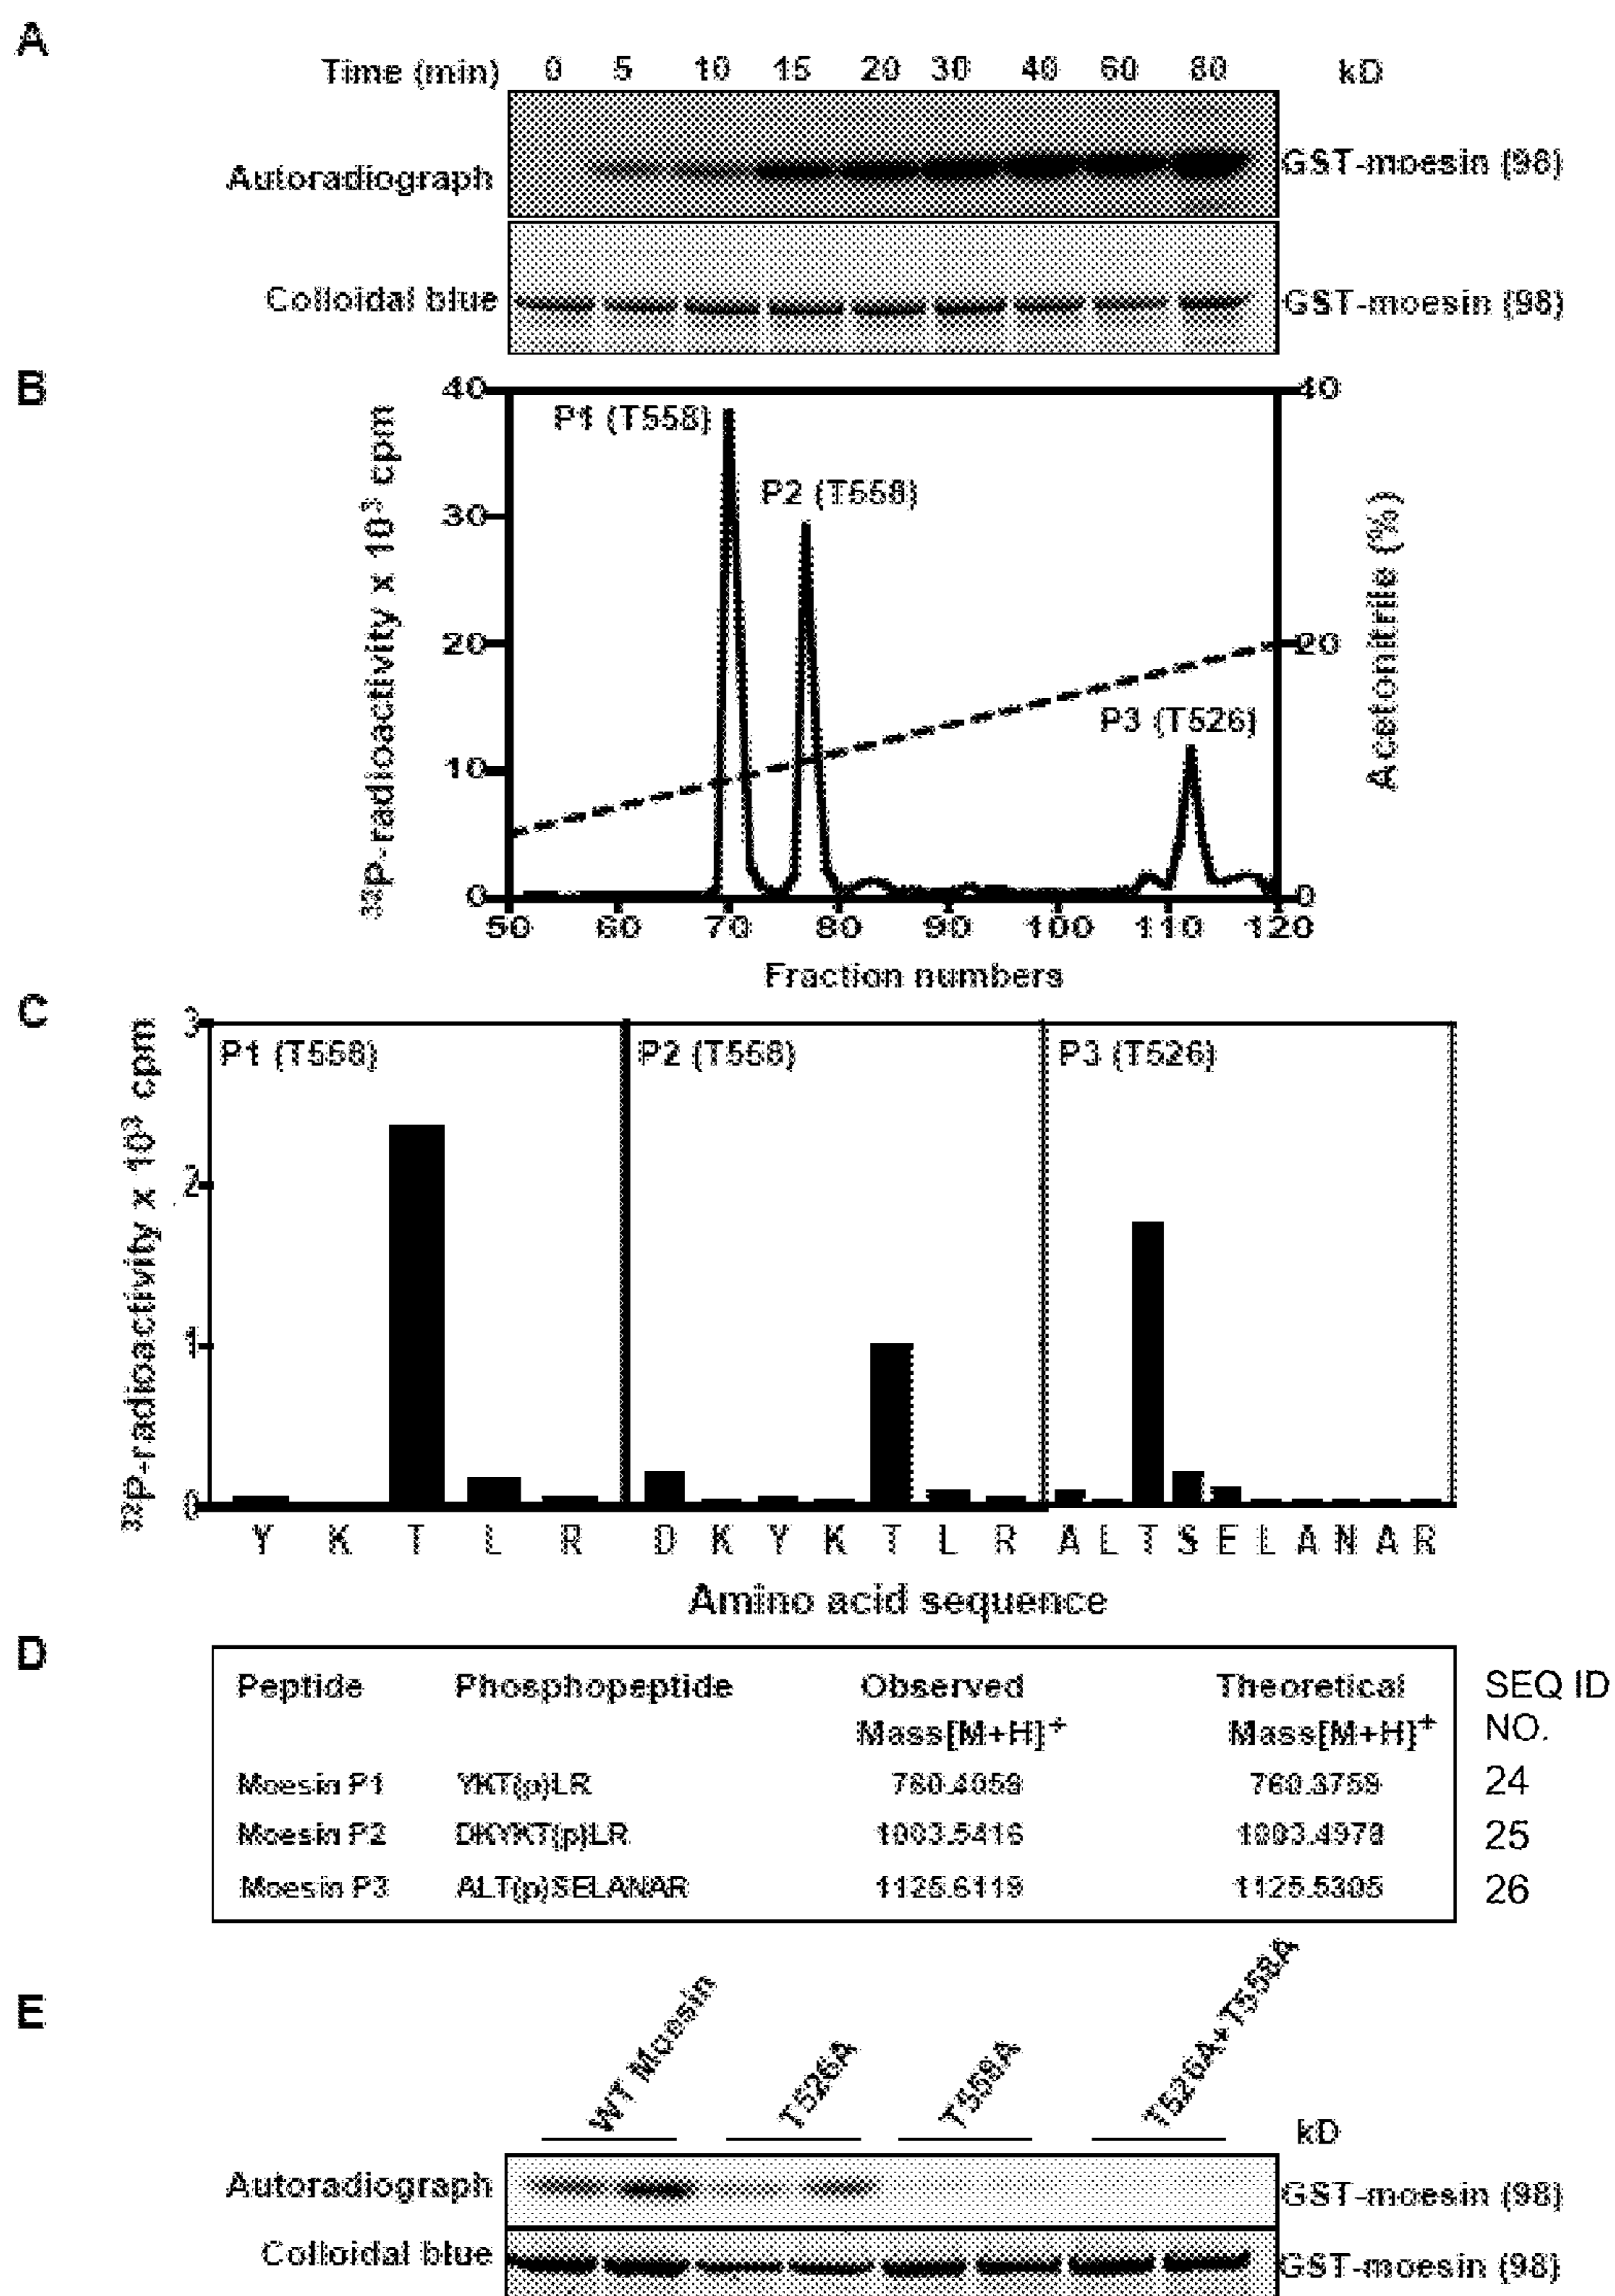 A
Time (min) 0 5 10 15 20 30 40 60 80 kD
Autoradiograph GST-moesin (98)
Colloidal blue GST-moesin (98)
B
40 40
P1 (T558)
P2 (T558)
30
20 20
P3 (T526)
10
0 0
50 60 70 80 90 100 110 120
³²P-radioactivity x 10³ cpm
Acetonitrile (%)
Fraction numbers
C
3
P1 (T558) P2 (T558) P3 (T526)
2
1
0
³²P-radioactivity x 10³ cpm
Y K T L R D K Y K T L R A L T S E L A N A R
Amino acid sequence
D
Peptide Phosphopeptide Observed Theoretical SEQ ID
Mass[M+H]⁺ Mass[M+H]⁺ NO.
Moesin P1 YKT(p)LR 760.4059 760.3759 24
Moesin P2 DKYKT(p)LR 1003.5416 1003.4978 25
Moesin P3 ALT(p)SELANAR 1125.6119 1125.5305 26
E
WT Moesin T526A T558A T526A+T558A
kD
Autoradiograph GST-moesin (98)
Colloidal blue GST-moesin (98)